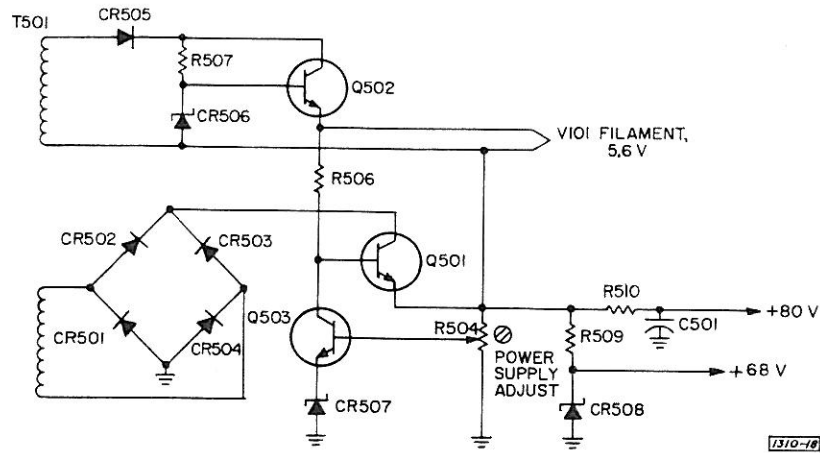 CR505
T501
R507
Q502
CR506
V101 FILAMENT,
5.6 V
R506
CR502
CR503
Q501
R510
+80 V
Q503
R504
C501
CR501
CR504
R509
POWER
SUPPLY
ADJUST
+68 V
CR507
CR508
1310-18